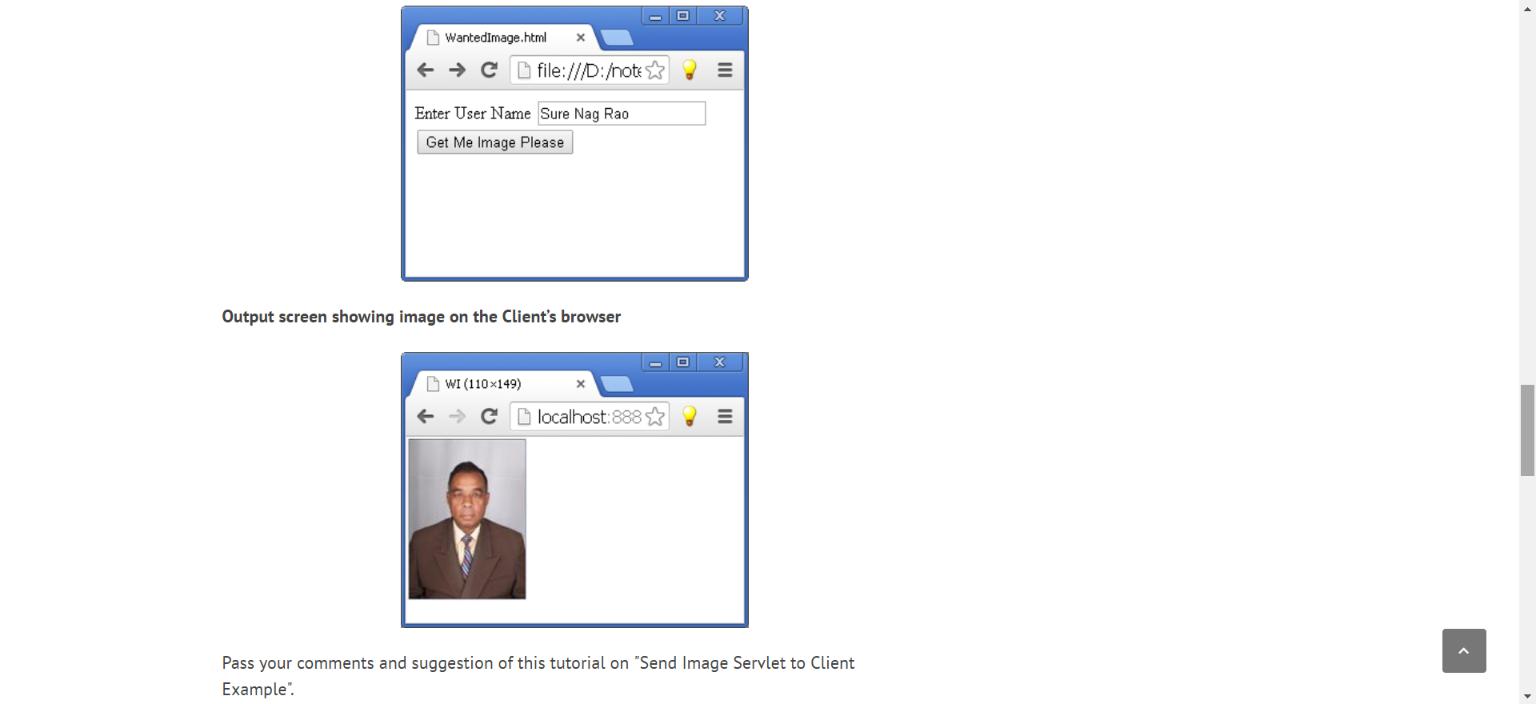 WantedImage.html
file:///D:/note
Enter User Name Sure Nag Rao
Get Me Image Please
Output screen showing image on the Client’s browser
WI (110×149)
localhost:888
Pass your comments and suggestion of this tutorial on "Send Image Servlet to Client
Example".